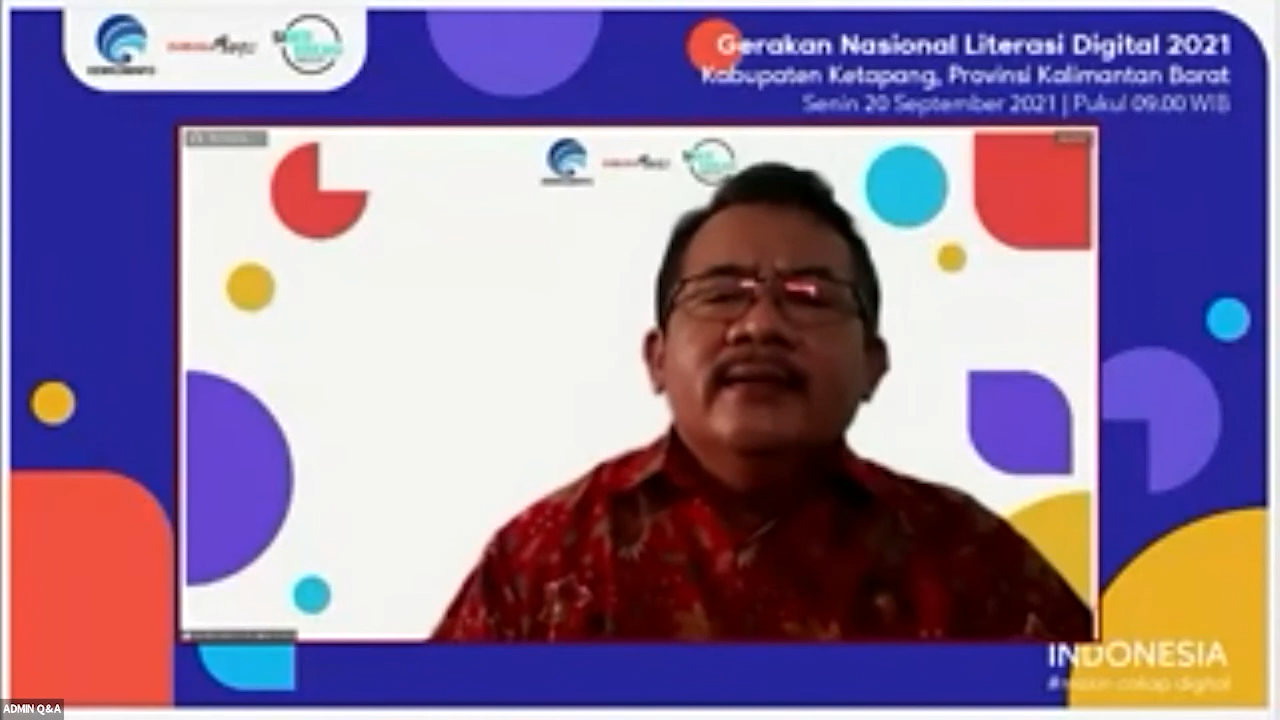 Gerakan Nasional Literasi Digital 2021
Kabupaten Ketapang, Provinsi Kalimantan Barat
Senin 20 September 2021 | Pukul 09.00 WIB
INDONESIA
#makin cakap digital
ADMIN Q&A